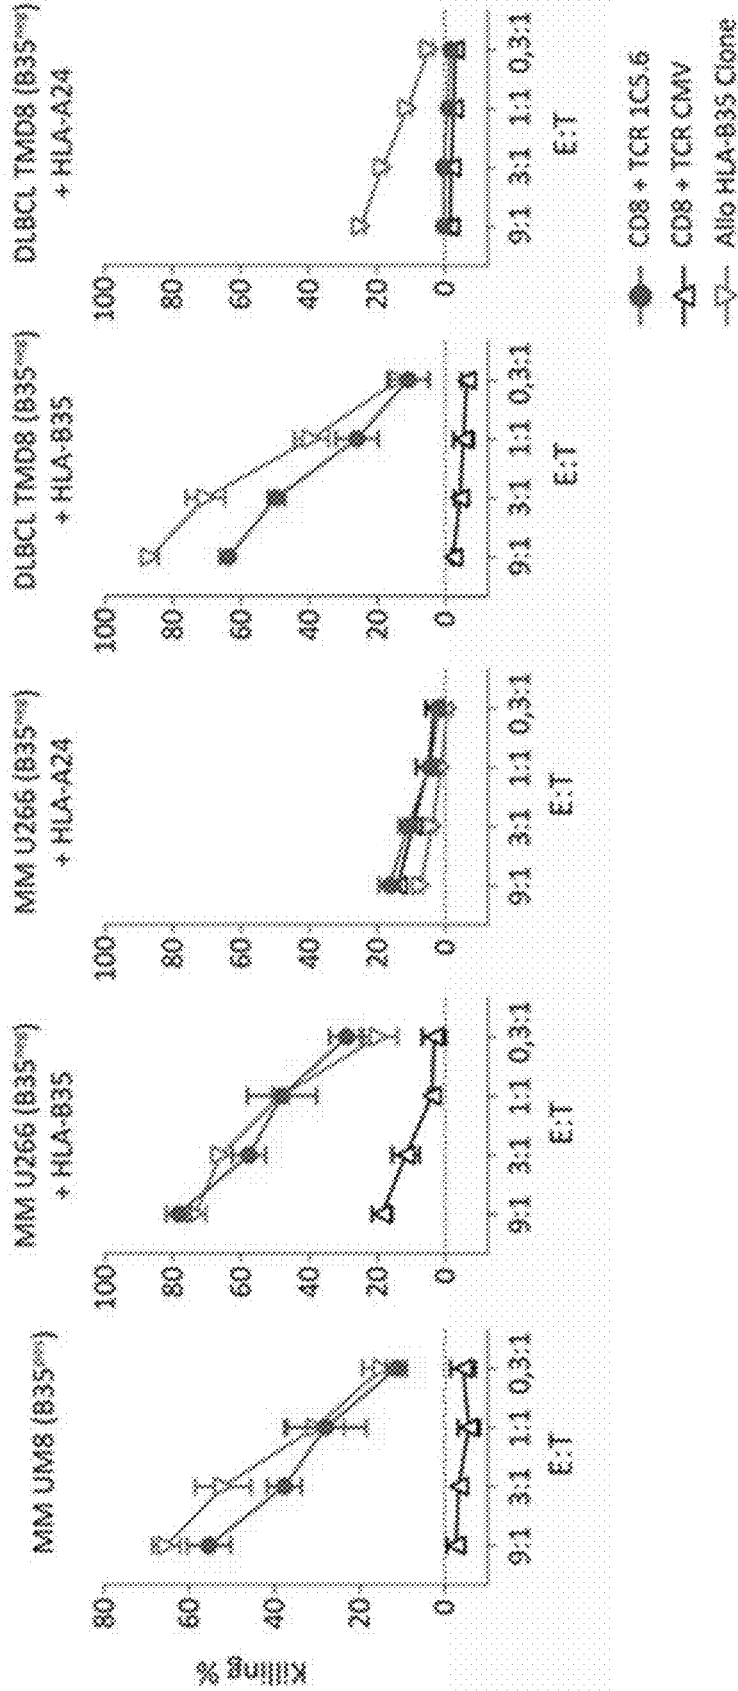 MM UM8 (B35pos)
80
60
40
20
0
Killing %
9:1 3:1 1:1 0,3:1
E:T
MM U266 (B35neg)
+ HLA-B35
100
80
60
40
20
0
9:1 3:1 1:1 0,3:1
E:T
MM U266 (B35neg)
+ HLA-A24
100
80
60
40
20
0
9:1 3:1 1:1 0,3:1
E:T
DLBCL TMD8 (B35neg)
+ HLA-B35
100
80
60
40
20
0
9:1 3:1 1:1 0,3:1
E:T
DLBCL TMD8 (B35neg)
+ HLA-A24
100
80
60
40
20
0
9:1 3:1 1:1 0,3:1
E:T
CD8 + TCR 1C5.6
CD8 + TCR CMV
Allo HLA-B35 Clone